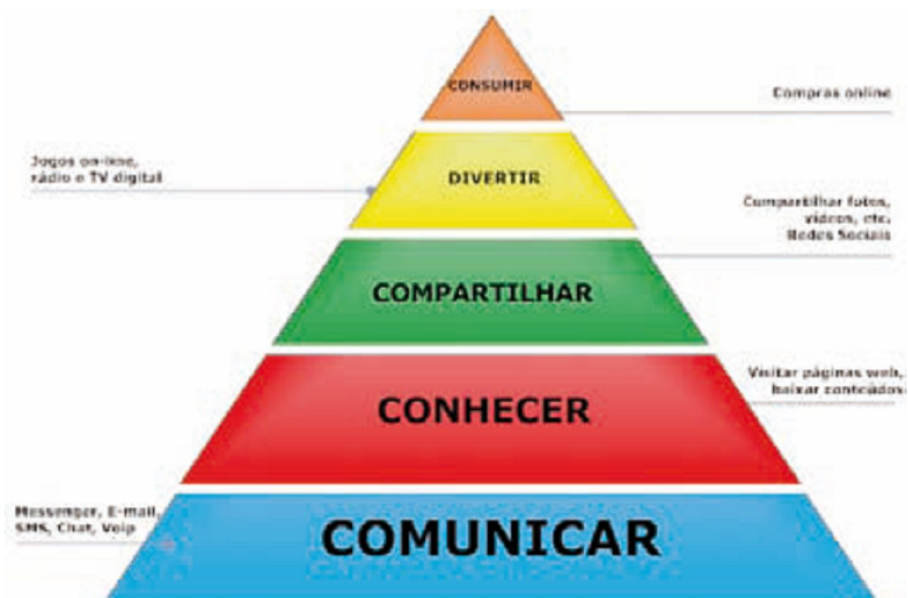 CONSUMIR
Compras online
Jogos on-line,
rádio e TV digital
DIVERTIR
Compartilhar fotos,
vídeos, etc.
Redes Sociais
COMPARTILHAR
Visitar páginas web,
baixar conteúdos
CONHECER
Messenger, E-mail,
SMS, Chat, Voip
COMUNICAR